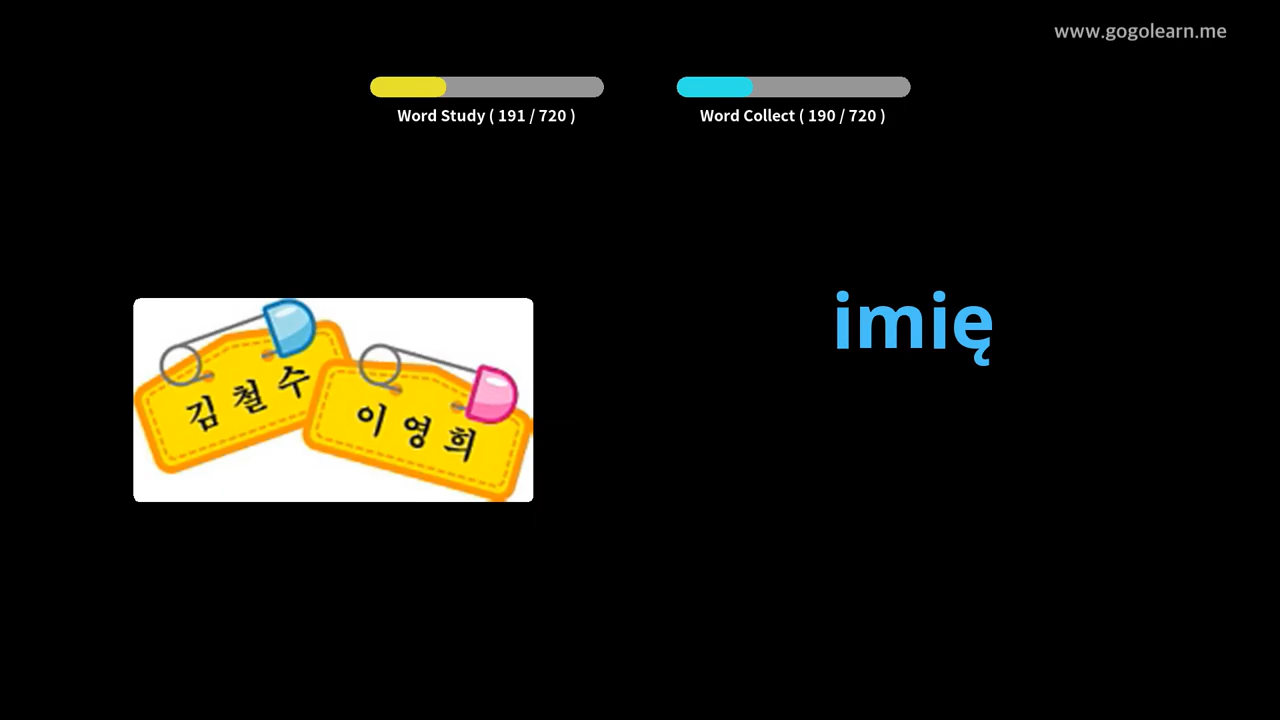 www.gogolearn.me
Word Study ( 191 / 720 )
Word Collect ( 190 / 720 )
imię
김철수
이영희